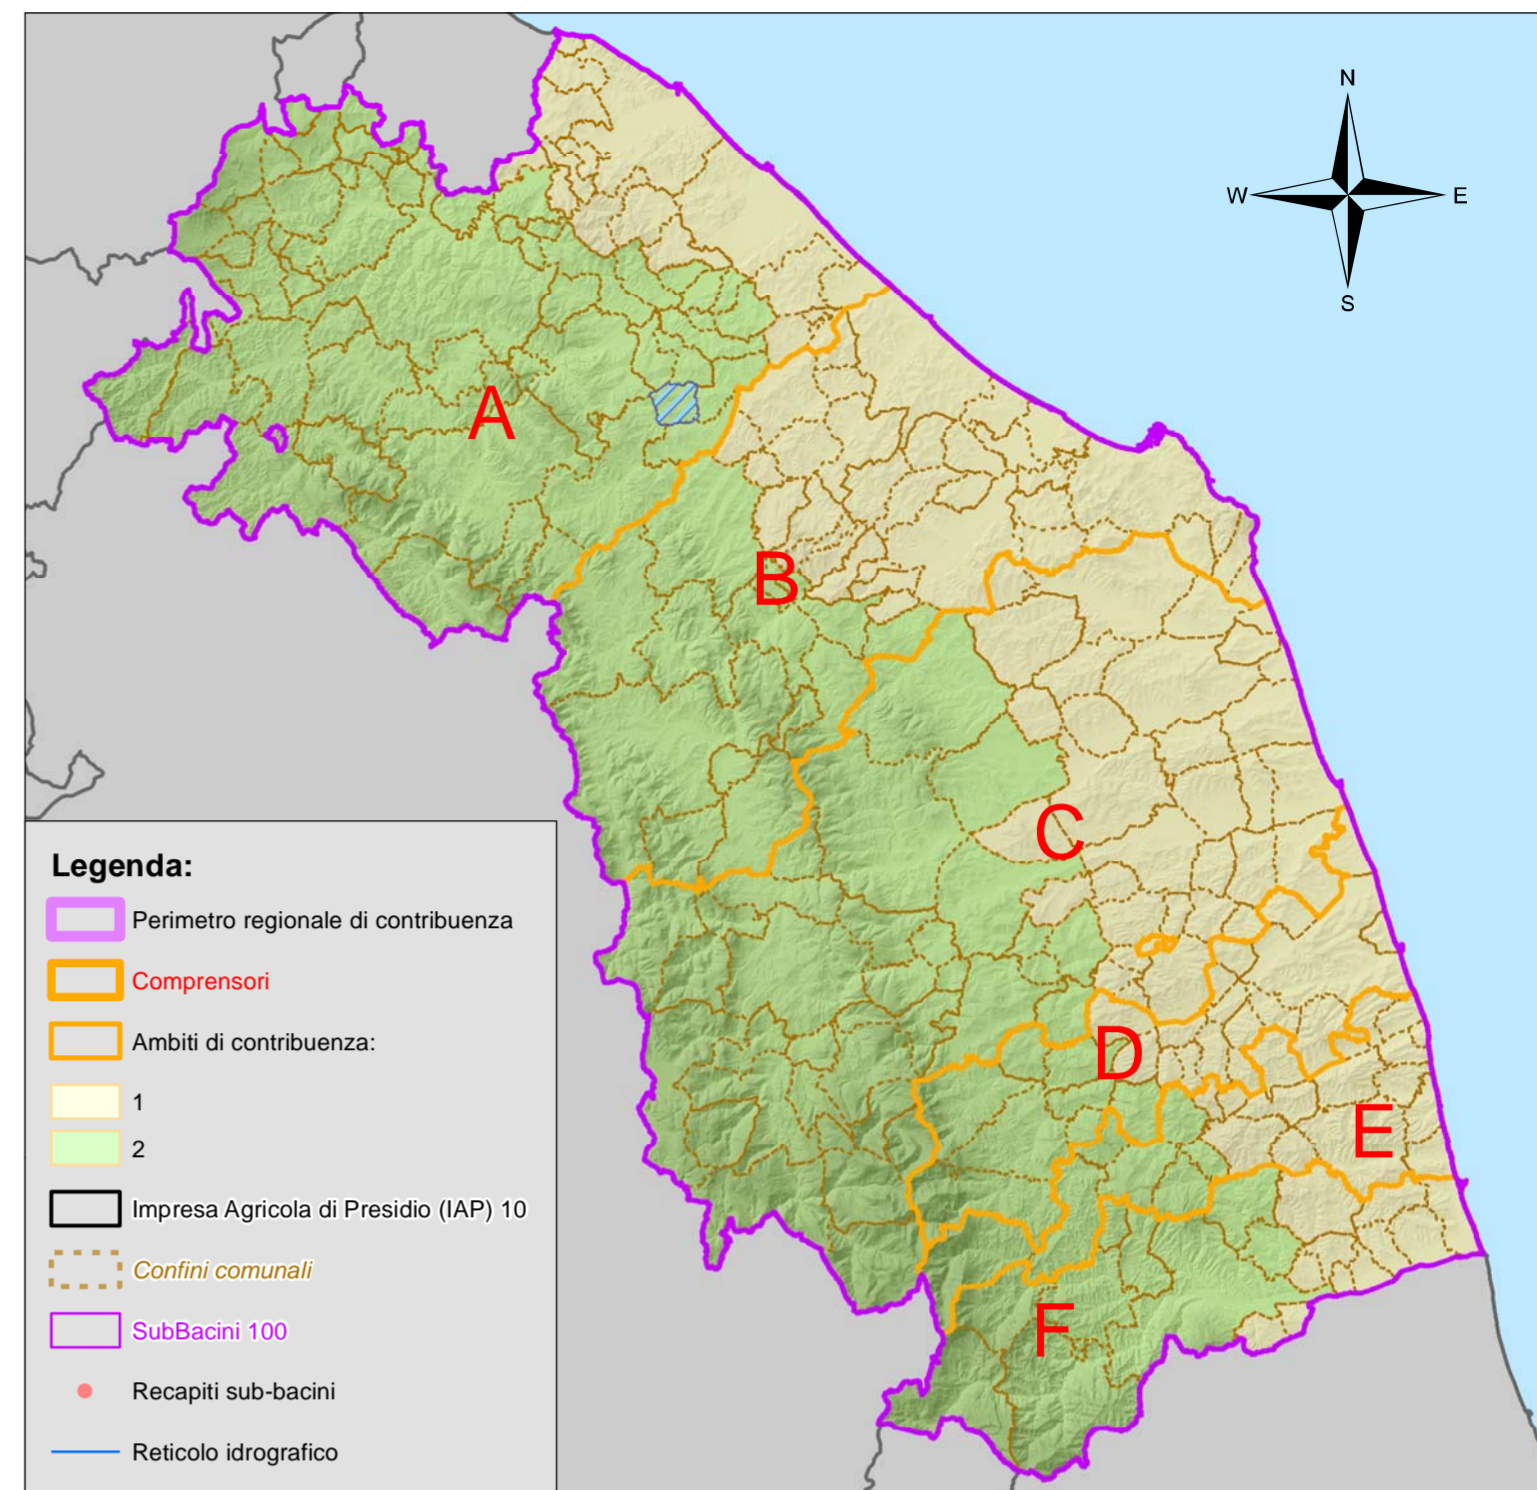 N
W E
S
A
B
C
D
E
F
Legenda:
Perimetro regionale di contribuenza
Comprensori
Ambiti di contribuenza:
1
2
Impresa Agricola di Presidio (IAP) 10
Confini comunali
SubBacini 100
Recapiti sub-bacini
Reticolo idrografico